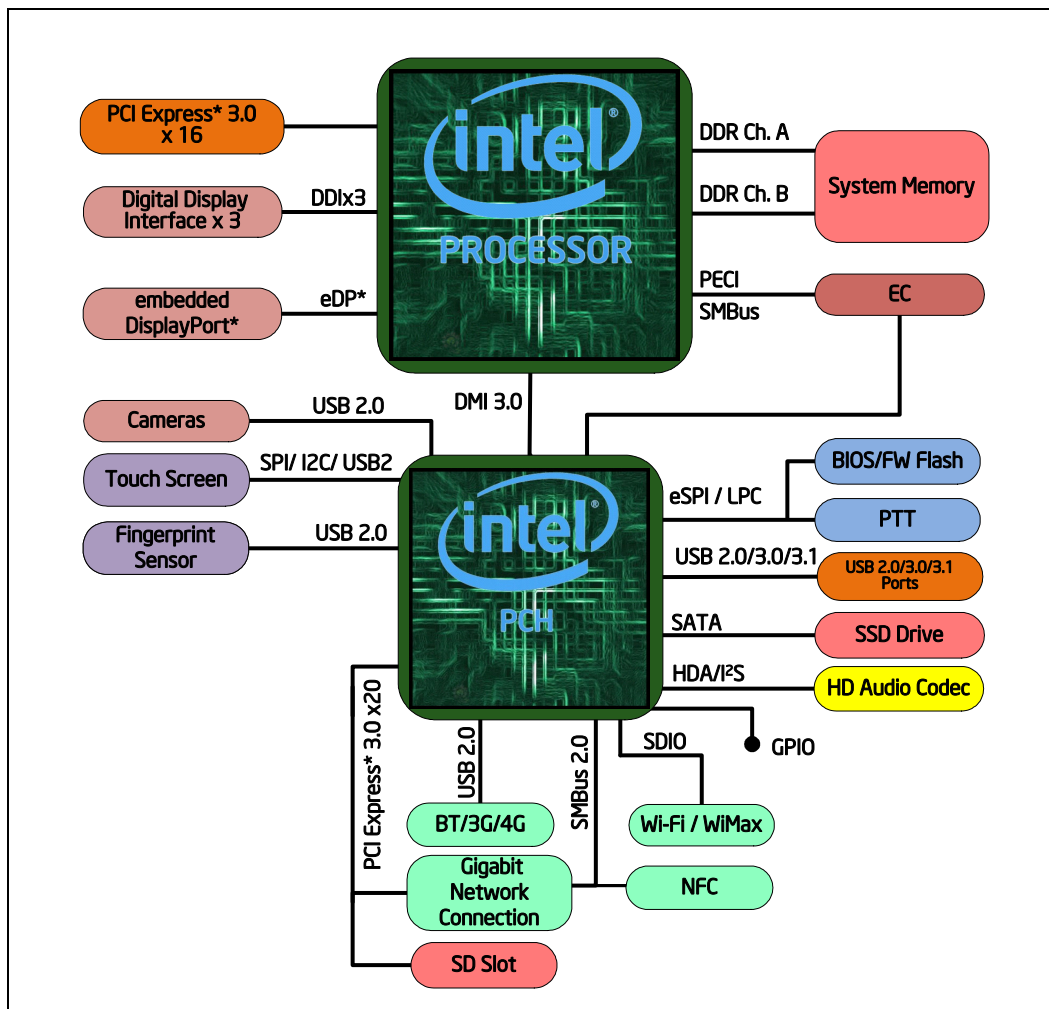 PCI Express* 3.0
x 16
Digital Display
Interface x 3
DDIx3
embedded
DisplayPort*
eDP*
intel®
PROCESSOR
DDR Ch. A
DDR Ch. B
System Memory
PECI
SMBus
EC
DMI 3.0
Cameras
USB 2.0
Touch Screen
SPI/ I2C/ USB2
Fingerprint
Sensor
USB 2.0
intel®
PCH
eSPI / LPC
BIOS/FW Flash
PTT
USB 2.0/3.0/3.1
USB 2.0/3.0/3.1
Ports
SATA
SSD Drive
HDA/I²S
HD Audio Codec
GPIO
PCI Express* 3.0 x20
USB 2.0
SMBus 2.0
SDIO
BT/3G/4G
Wi-Fi / WiMax
Gigabit
Network
Connection
NFC
SD Slot